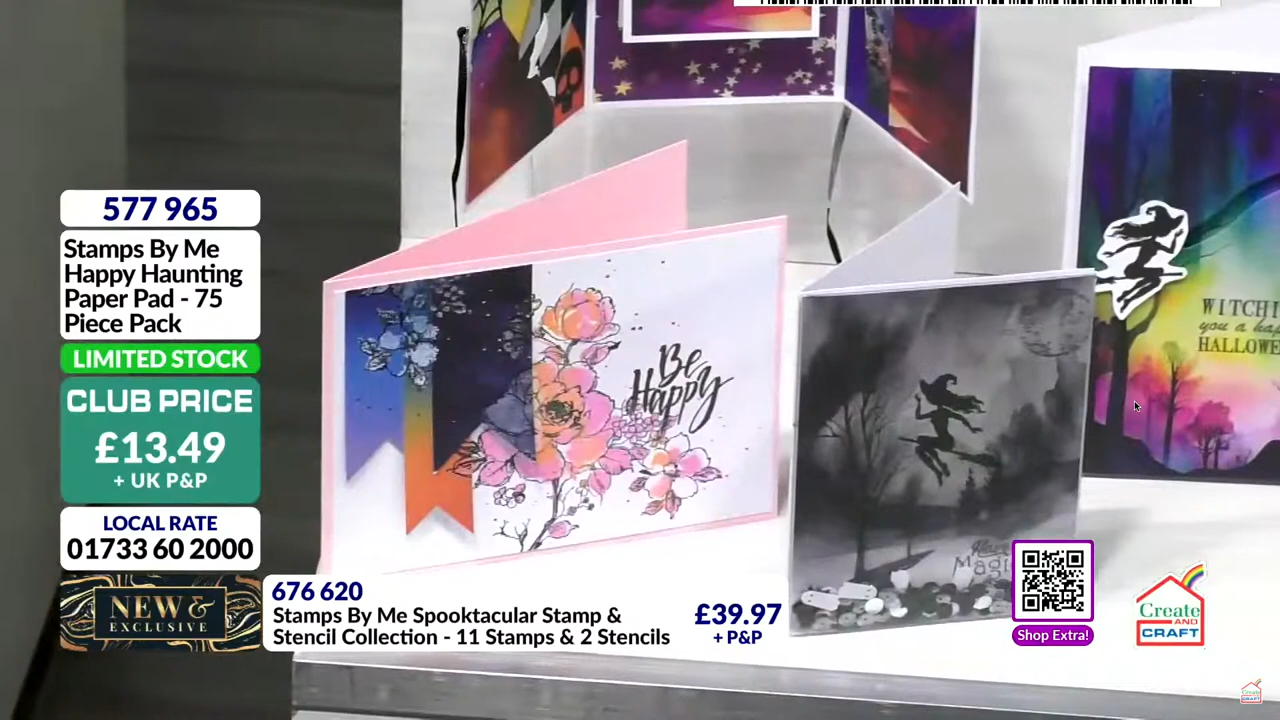 577 965
Stamps By Me
Happy Haunting
Paper Pad - 75
Piece Pack
LIMITED STOCK
CLUB PRICE
£13.49
+ UK P&P
LOCAL RATE
01733 60 2000
NEW &
EXCLUSIVE
676 620
Stamps By Me Spooktacular Stamp &
Stencil Collection - 11 Stamps & 2 Stencils
£39.97
+ P&P
Be
Happy
WITCHI
you a hap
HALLOWE
Shop Extra!
Create
AND
CRAFT